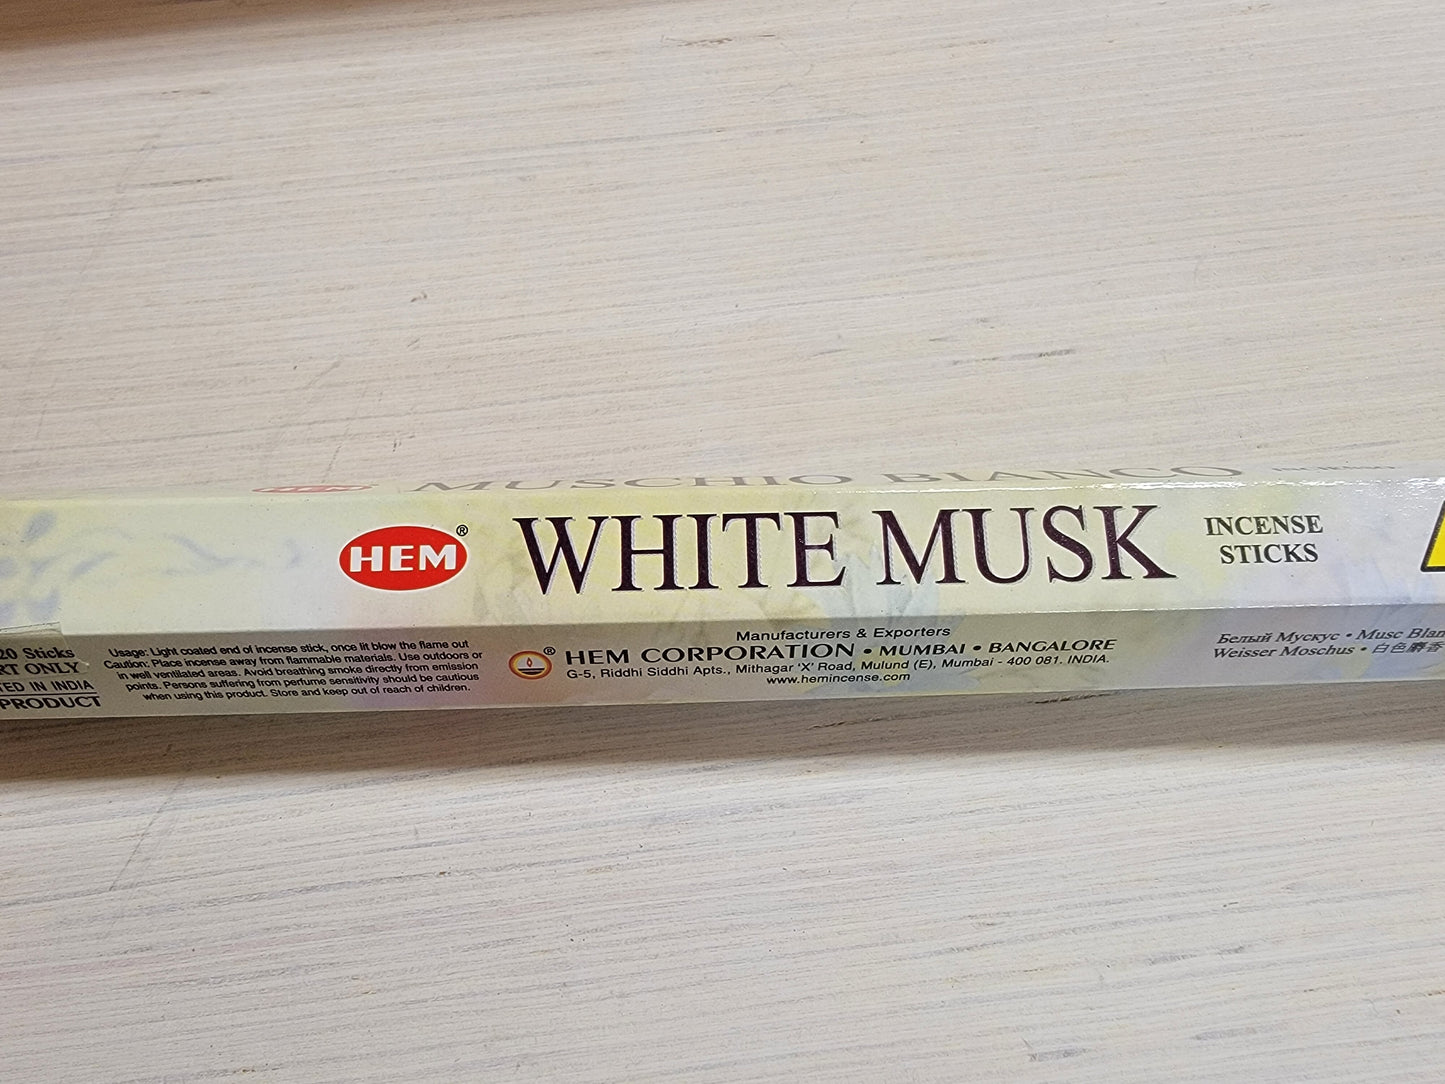 HEM
MUSCHIO BIANCO
HEM®
WHITE MUSK
INCENSE
STICKS
20 Sticks
RT ONLY
TED IN INDIA
PRODUCT
Usage: Light coated end of incense stick, once lit blow the flame out
Caution: Place incense away from flammable materials. Use outdoors or
in well ventilated areas. Avoid breathing smoke directly from emission
points. Persons suffering from perfume sensitivity should be cautious
when using this product. Store and keep out of reach of children.
Manufacturers & Exporters
® HEM CORPORATION • MUMBAI • BANGALORE
G-5, Riddhi Siddhi Apts., Mithagar 'X' Road, Mulund (E), Mumbai - 400 081. INDIA.
www.hemincense.com
Белый Мускус • Musc Blan
Weisser Moschus • 白色麝香